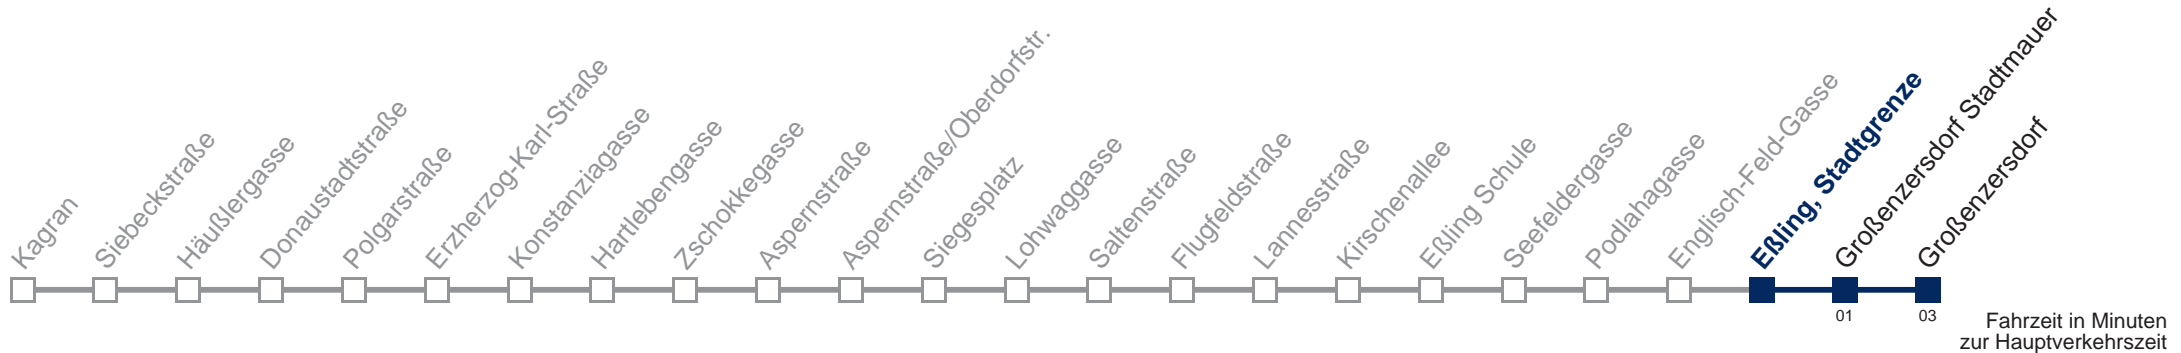 Kagran
Siebeckstraße
Häußlergasse
Donaustadtstraße
Polgarstraße
Erzherzog-Karl-Straße
Konstanziagasse
Hartlebengasse
Zschokkegasse
Aspernstraße
Aspernstraße/Oberdorfstr.
Siegesplatz
Lohwaggasse
Saltenstraße
Flugfeldstraße
Lannesstraße
Kirschenallee
Eßling Schule
Seefeldergasse
Podlahagasse
Englisch-Feld-Gasse
Eßling, Stadtgrenze
Großenzersdorf Stadtmauer
Großenzersdorf
01
03
Fahrzeit in Minuten
zur Hauptverkehrszeit